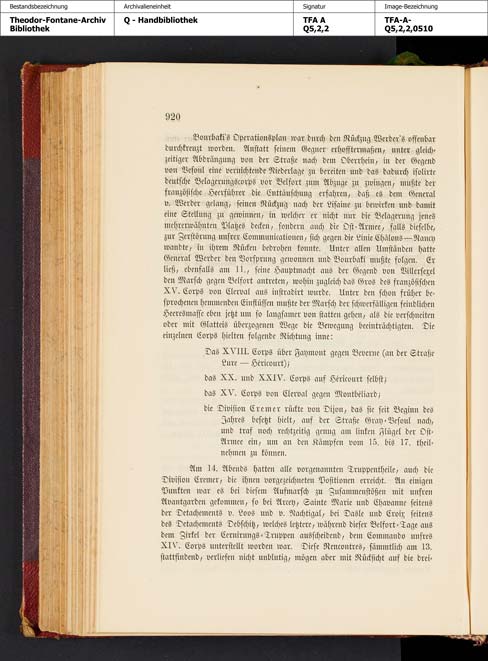 Bestandsbezeichnung
Archivalieneinheit
Signatur
Image-Bezeichnung
Theodor-Fontane-Archiv
Bibliothek
Q - Handbibliothek
TFA A
Q5,2,2
TFA-A-
Q5,2,2,0510
920
Bourbaki's Operationsplan war durch den Rückzug Werder's offenbar
durchkreuzt worden. Anstatt seinem Gegner erhofftermaßen, unter gleich-
zeitiger Abdrängung von der Straße nach dem Oberrhein, in der Gegend
von Vesoul eine vernichtende Niederlage zu bereiten und das dadurch isolirte
deutsche Belagerungscorps vor Belfort zum Abzuge zu zwingen, mußte der
französische Heerführer die Enttäuschung erfahren, daß es dem General
v. Werder gelang, seinen Rückzug nach der Lisaine zu bewirken und damit
eine Stellung zu gewinnen, in welcher er nicht nur die Belagerung jenes
mehrerwähnten Platzes decken, sondern auch die Ost-Armee, falls dieselbe,
zur Zerstörung unsrer Communicationen, sich gegen die Linie Châlons—Nancy
wandte, in ihrem Rücken bedrohen konnte. Unter allen Umständen hatte
General Werder den Vorsprung gewonnen und Bourbaki mußte folgen. Er
ließ, ebenfalls am 11., seine Hauptmacht aus der Gegend von Villersexel
den Marsch gegen Belfort antreten, wohin zugleich das Gros des französischen
XV. Corps von Clerval aus instradirt wurde. Unter den schon früher be-
sprochenen hemmenden Einflüssen mußte der Marsch der schwerfälligen feindlichen
Heeresmasse eben jetzt um so langsamer von statten gehen, als die verschneiten
oder mit Glatteis überzogenen Wege die Bewegung beeinträchtigten. Die
einzelnen Corps hielten folgende Richtung inne:
Das XVIII. Corps über Faymont gegen Beverne (an der Straße
Lure — Héricourt);
das XX. und XXIV. Corps auf Héricourt selbst;
das XV. Corps von Clerval gegen Montbéliard;
die Division Cremer rückte von Dijon, das sie seit Beginn des
Jahres besetzt hielt, auf der Straße Gray-Vesoul nach,
und traf noch rechtzeitig genug am linken Flügel der Ost-
Armee ein, um an den Kämpfen vom 15. bis 17. theil-
nehmen zu können.
Am 14. Abends hatten alle vorgenannten Truppentheile, auch die
Division Cremer, die ihnen vorgezeichneten Positionen erreicht. An einigen
Punkten war es bei diesem Aufmarsch zu Zusammenstößen mit unsren
Avantgarden gekommen, so bei Arcey, Sainte Marie und Chavanne seitens
der Detachements v. Loos und v. Nachtigal, bei Dasle und Croix seitens
des Detachements Debschitz, welches letztere, während dieser Belfort-Tage aus
dem Zirkel der Cernirungs-Truppen ausscheidend, dem Commando unsres
XIV. Corps unterstellt worden war. Diese Rencontres, sämmtlich am 13.
stattfindend, verliefen nicht unblutig, mögen aber mit Rücksicht auf die drei-